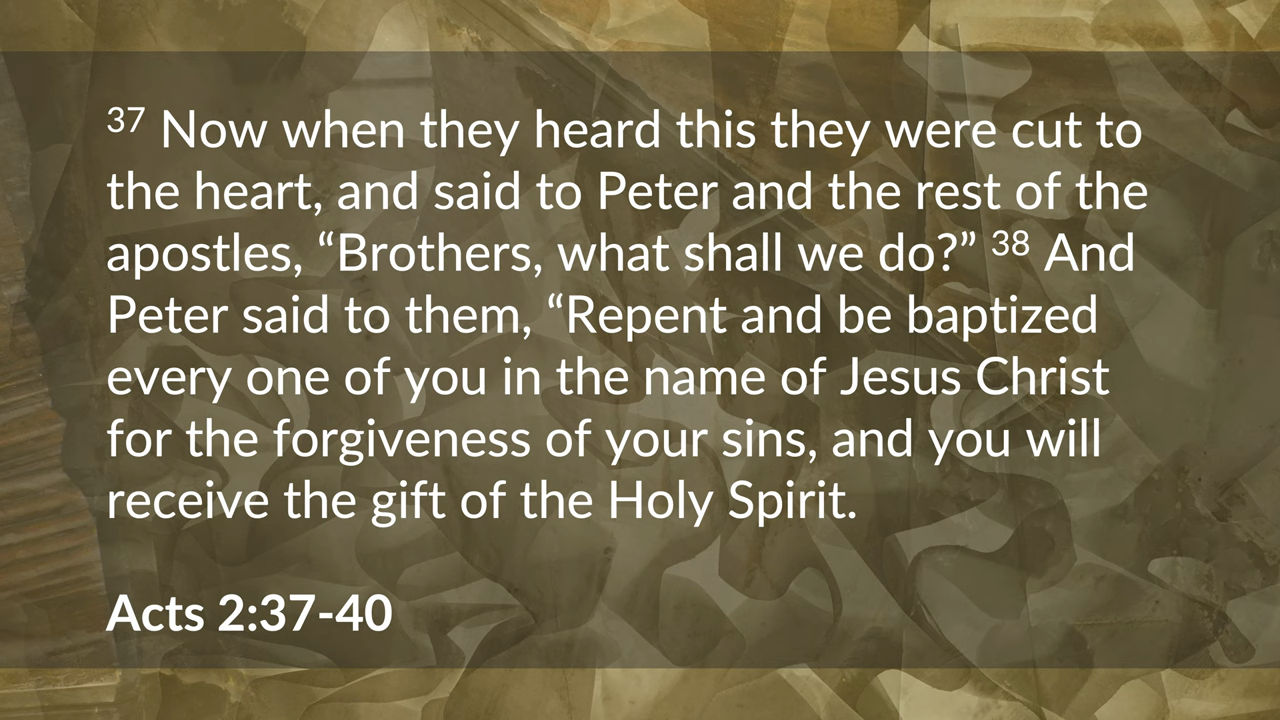 37 Now when they heard this they were cut to
the heart, and said to Peter and the rest of the
apostles, “Brothers, what shall we do?” 38 And
Peter said to them, “Repent and be baptized
every one of you in the name of Jesus Christ
for the forgiveness of your sins, and you will
receive the gift of the Holy Spirit.
Acts 2:37-40